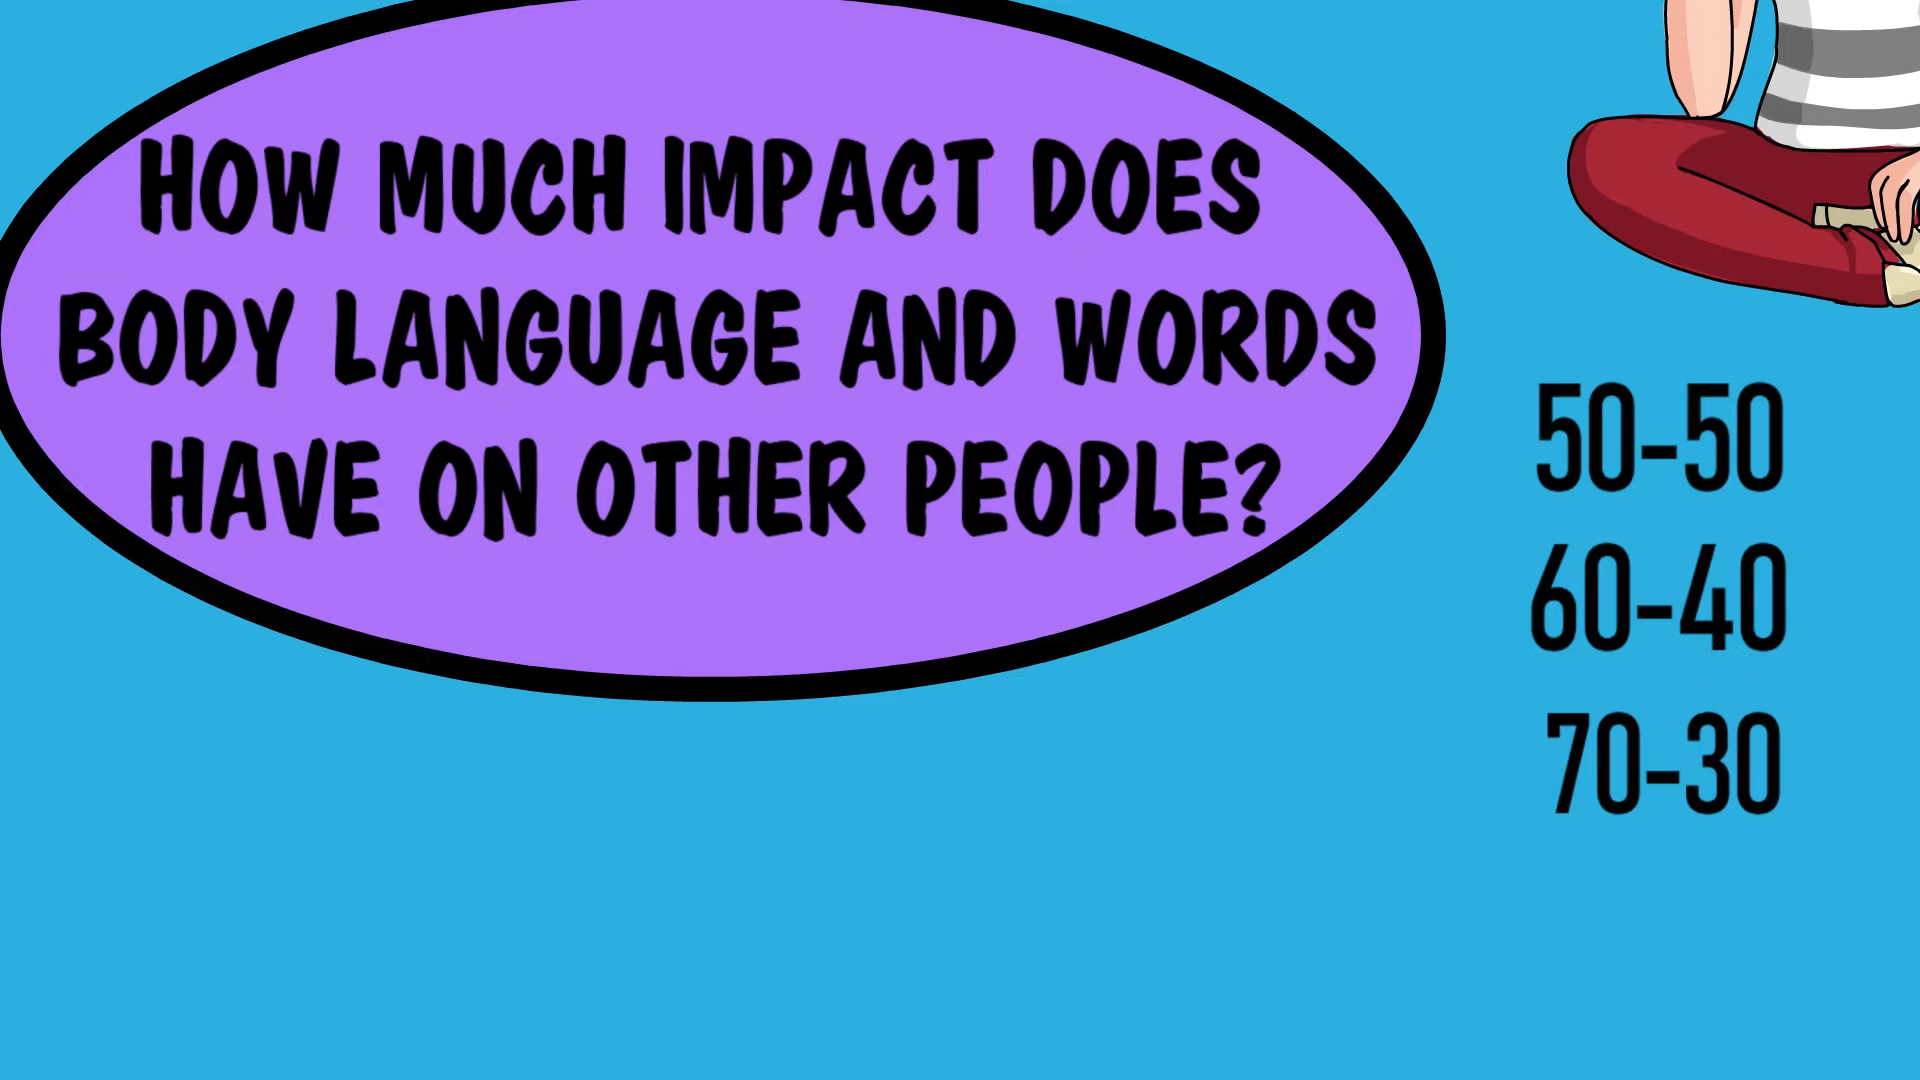 HOW MUCH IMPACT DOES
BODY LANGUAGE AND WORDS
HAVE ON OTHER PEOPLE?
50-50
60-40
70-30